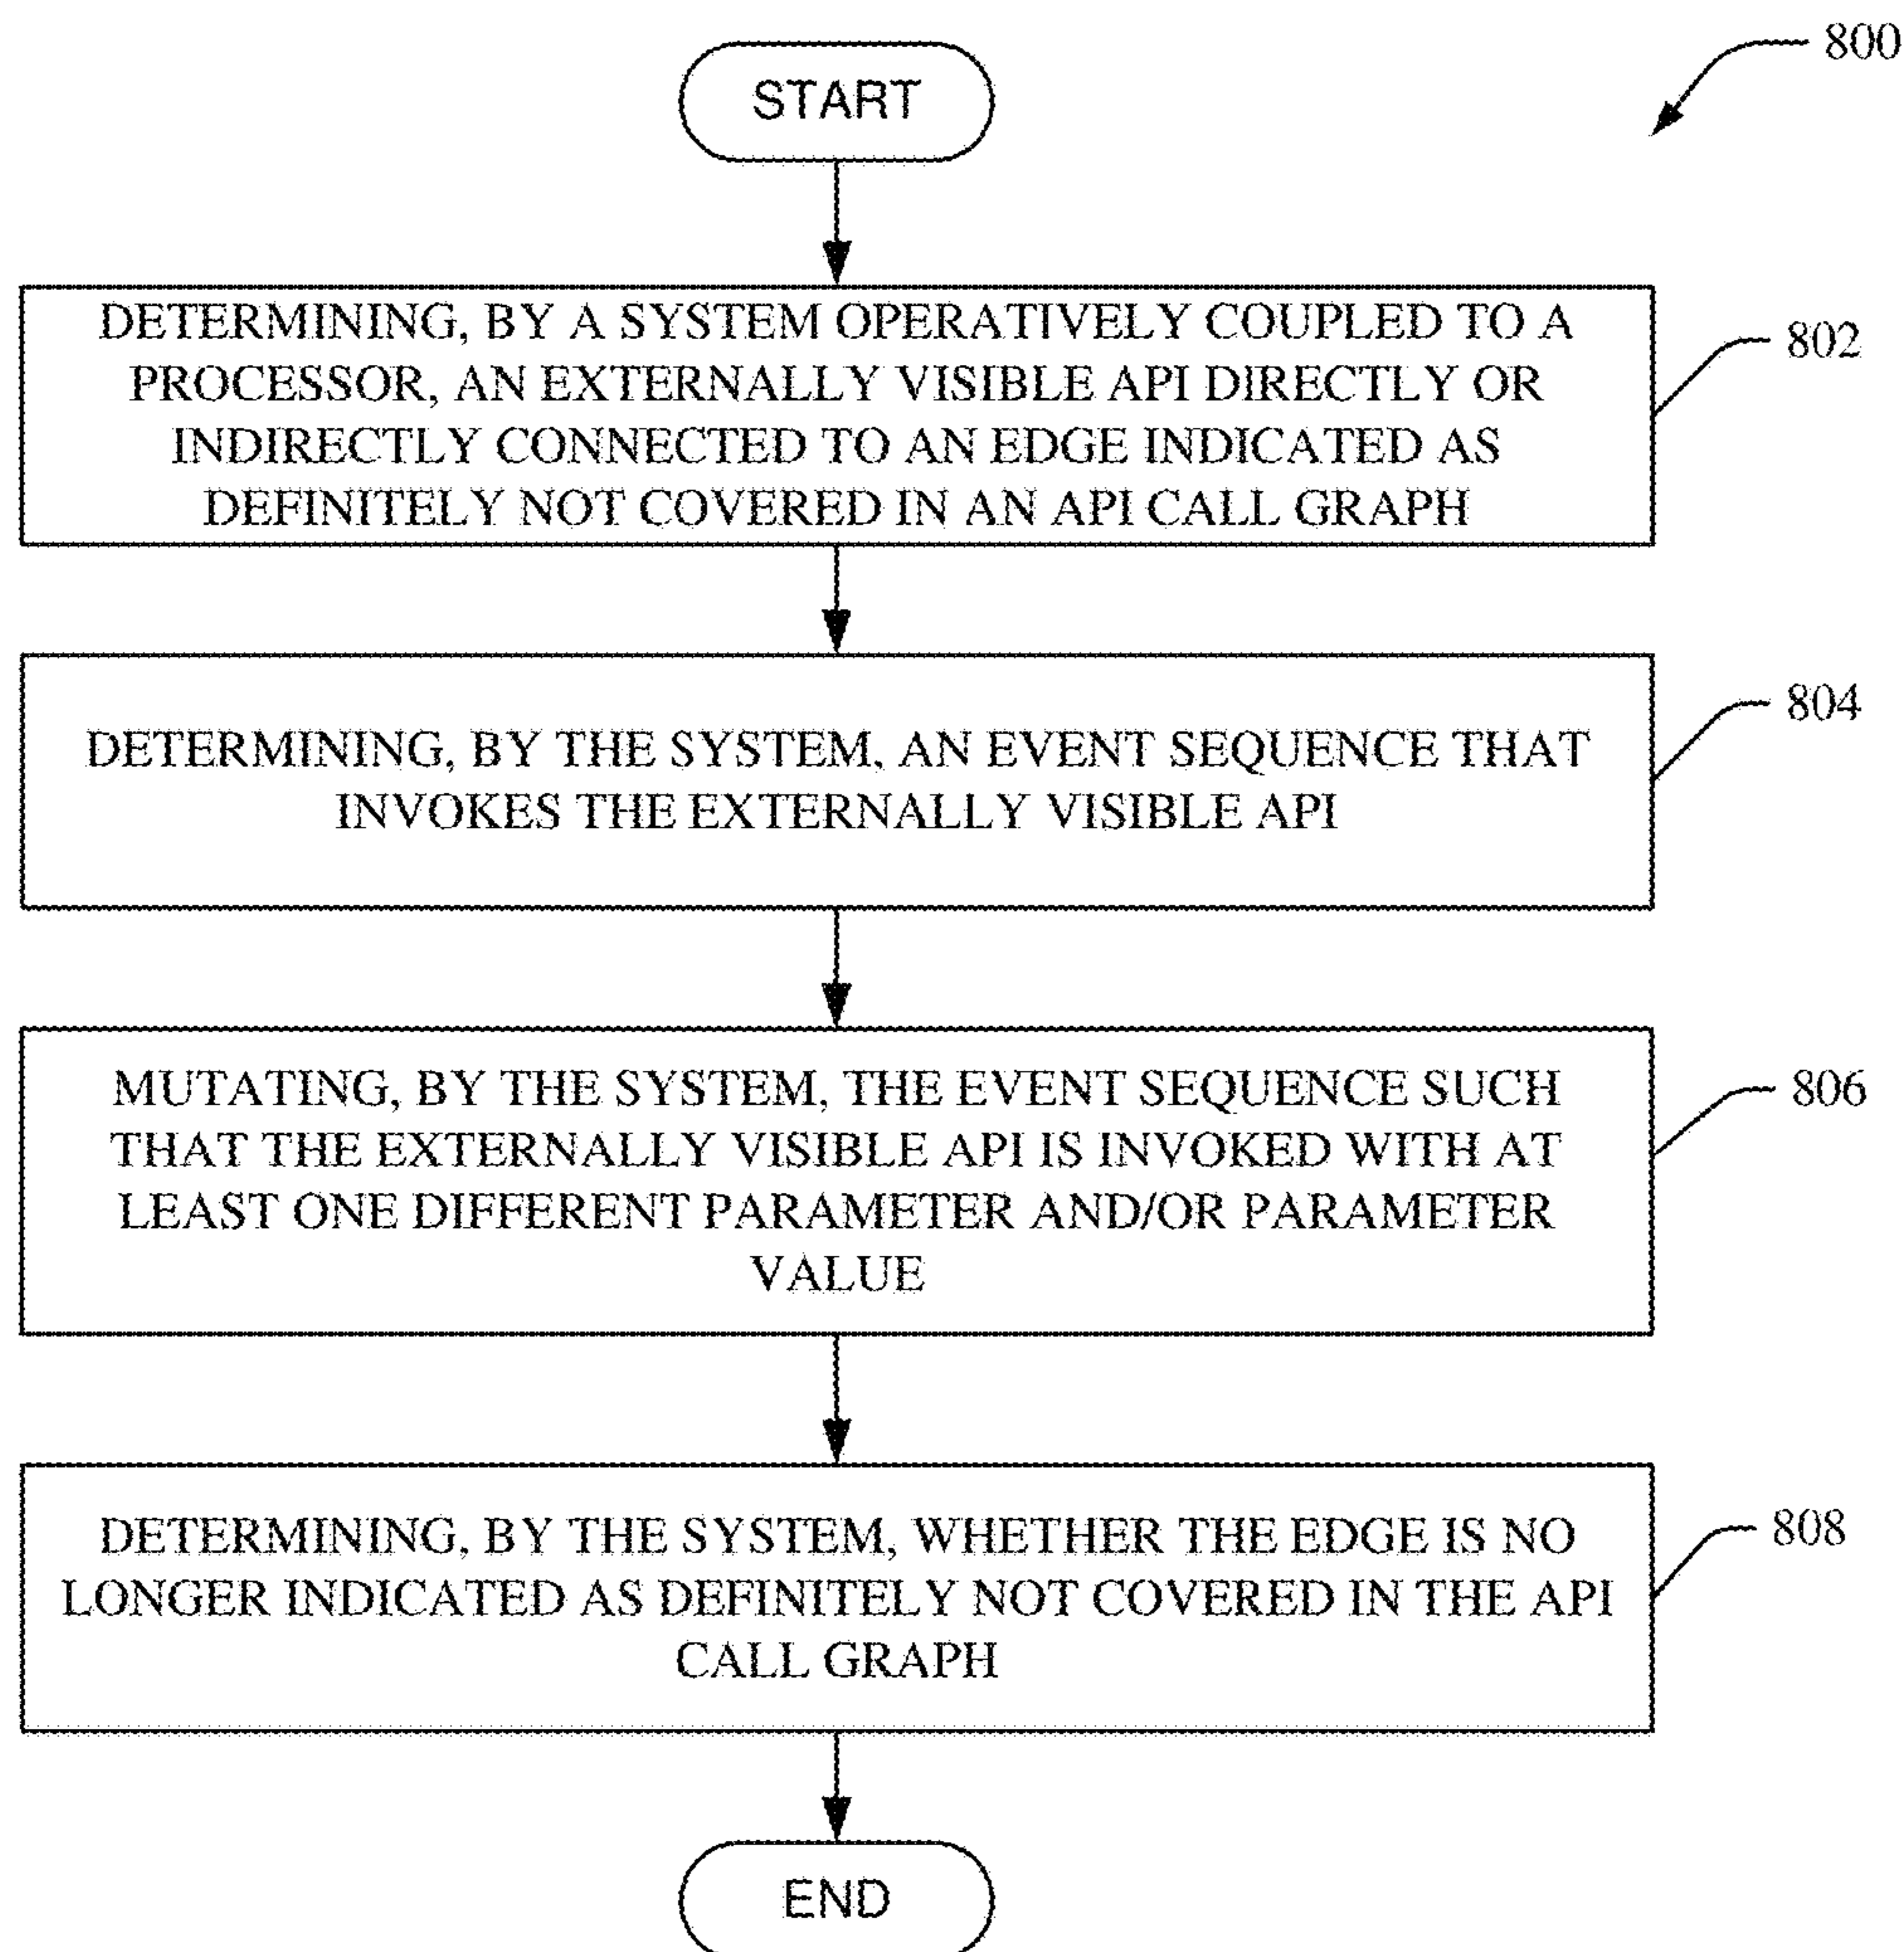 800
START
DETERMINING, BY A SYSTEM OPERATIVELY COUPLED TO A
PROCESSOR, AN EXTERNALLY VISIBLE API DIRECTLY OR
INDIRECTLY CONNECTED TO AN EDGE INDICATED AS
DEFINITELY NOT COVERED IN AN API CALL GRAPH
802
DETERMINING, BY THE SYSTEM, AN EVENT SEQUENCE THAT
INVOKES THE EXTERNALLY VISIBLE API
804
MUTATING, BY THE SYSTEM, THE EVENT SEQUENCE SUCH
THAT THE EXTERNALLY VISIBLE API IS INVOKED WITH AT
LEAST ONE DIFFERENT PARAMETER AND/OR PARAMETER
VALUE
806
DETERMINING, BY THE SYSTEM, WHETHER THE EDGE IS NO
LONGER INDICATED AS DEFINITELY NOT COVERED IN THE API
CALL GRAPH
808
END